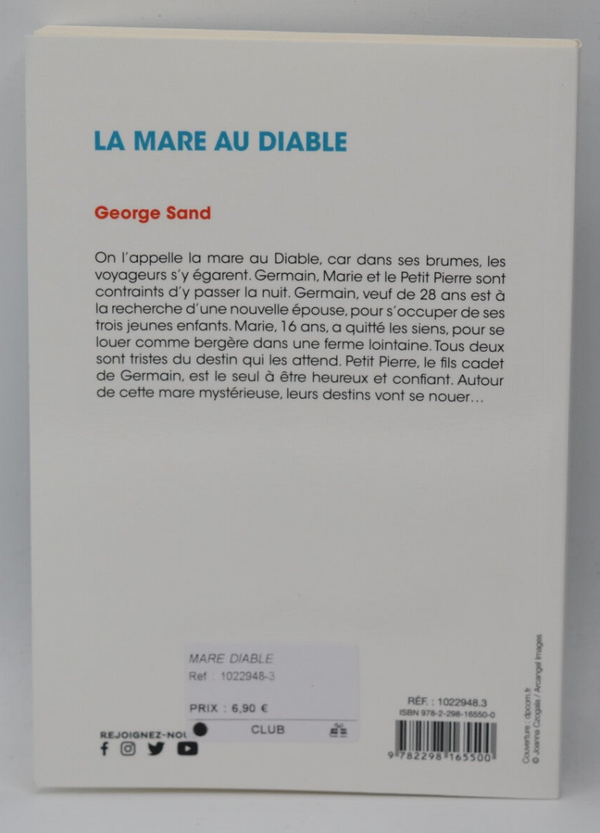 LA MARE AU DIABLE
George Sand
On l'appelle la mare au Diable, car dans ses brumes, les
voyageurs s'y égarent. Germain, Marie et le Petit Pierre sont
contraints d'y passer la nuit. Germain, veuf de 28 ans est à
la recherche d'une nouvelle épouse, pour s'occuper de ses
trois jeunes enfants. Marie, 16 ans, a quitté les siens, pour se
louer comme bergère dans une ferme lointaine. Tous deux
sont tristes du destin qui les attend. Petit Pierre, le fils cadet
de Germain, est le seul à être heureux et confiant. Autour
de cette mare mystérieuse, leurs destins vont se nouer...
MARE DIABLE
Ref : 1022948-3
PRIX : 6,90 €
CLUB
REJOIGNEZ-NOU
RÉF. : 1022948.3
ISBN 978-2-298-16550-0
9 782298 165500
Couverture : dpcom.fr
© Joanna Czogala / Arcangel Images